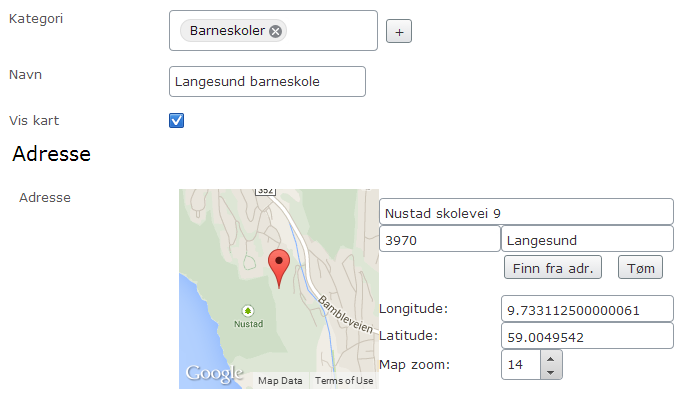 Kategori
Barneskoler
+
Navn
Langesund barneskole
Vis kart
Adresse
Adresse
352
Bambleveien
Nustad
Google
Map Data
Terms of Use
Nustad skolevei 9
3970
Langesund
Finn fra adr.
Tøm
Longitude:
9.733112500000061
Latitude:
59.0049542
Map zoom:
14